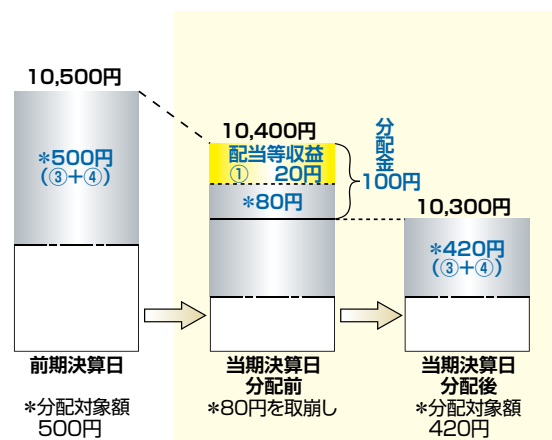 10,500円
＊500円
(③＋④)
前期決算日
＊分配対象額
500円
10,400円
配当等収益
① 20円
＊80円
分配金
100円
当期決算日
分配前
＊80円を取崩し
10,300円
＊420円
(③＋④)
当期決算日
分配後
＊分配対象額
420円